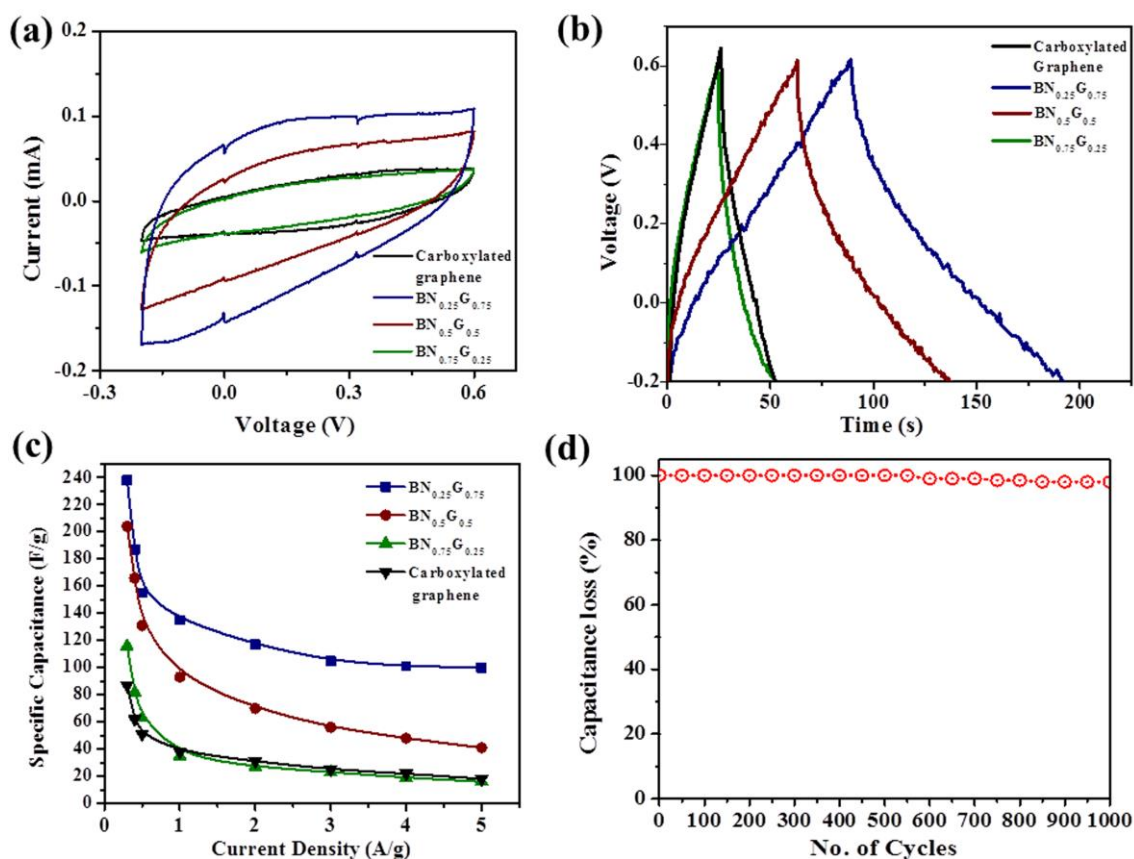 (a)
0.2
0.1
0.0
-0.1
-0.2
Current (mA)
-0.3
0.0
0.3
0.6
Voltage (V)
Carboxylated
graphene
BN0.25G0.75
BN0.5G0.5
BN0.75G0.25
(b)
0.6
0.4
0.2
0.0
-0.2
Voltage (V)
0
50
100
150
200
Time (s)
Carboxylated
Graphene
BN0.25G0.75
BN0.5G0.5
BN0.75G0.25
(c)
240
220
200
180
160
140
120
100
80
60
40
20
0
Specific Capacitance (F/g)
0
1
2
3
4
5
Current Density (A/g)
BN0.25G0.75
BN0.5G0.5
BN0.75G0.25
Carboxylated
graphene
(d)
100
80
60
40
20
0
Capacitance loss (%)
0
100
200
300
400
500
600
700
800
900
1000
No. of Cycles